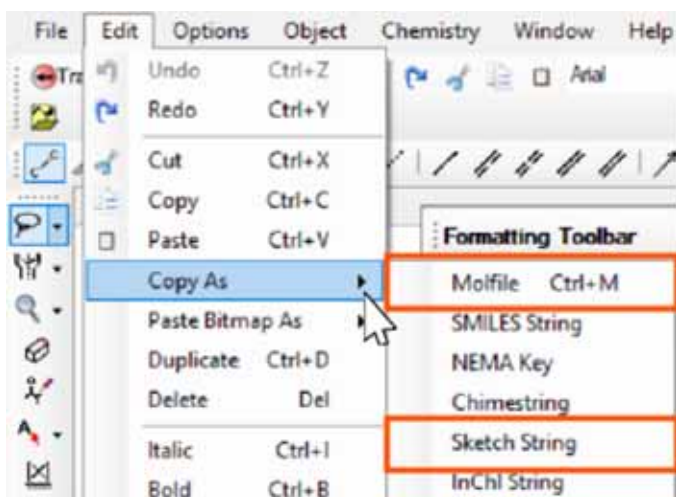 File Edit Options Object Chemistry Window Help
Tra
Arial
Undo Ctrl+Z
Redo Ctrl+Y
Cut Ctrl+X
Copy Ctrl+C
Paste Ctrl+V
Copy As
Paste Bitmap As
Duplicate Ctrl+D
Delete Del
Italic Ctrl+I
Bold Ctrl+B
Formatting Toolbar
Molfile Ctrl+M
SMILES String
NEMA Key
Chimestring
Sketch String
InChI String